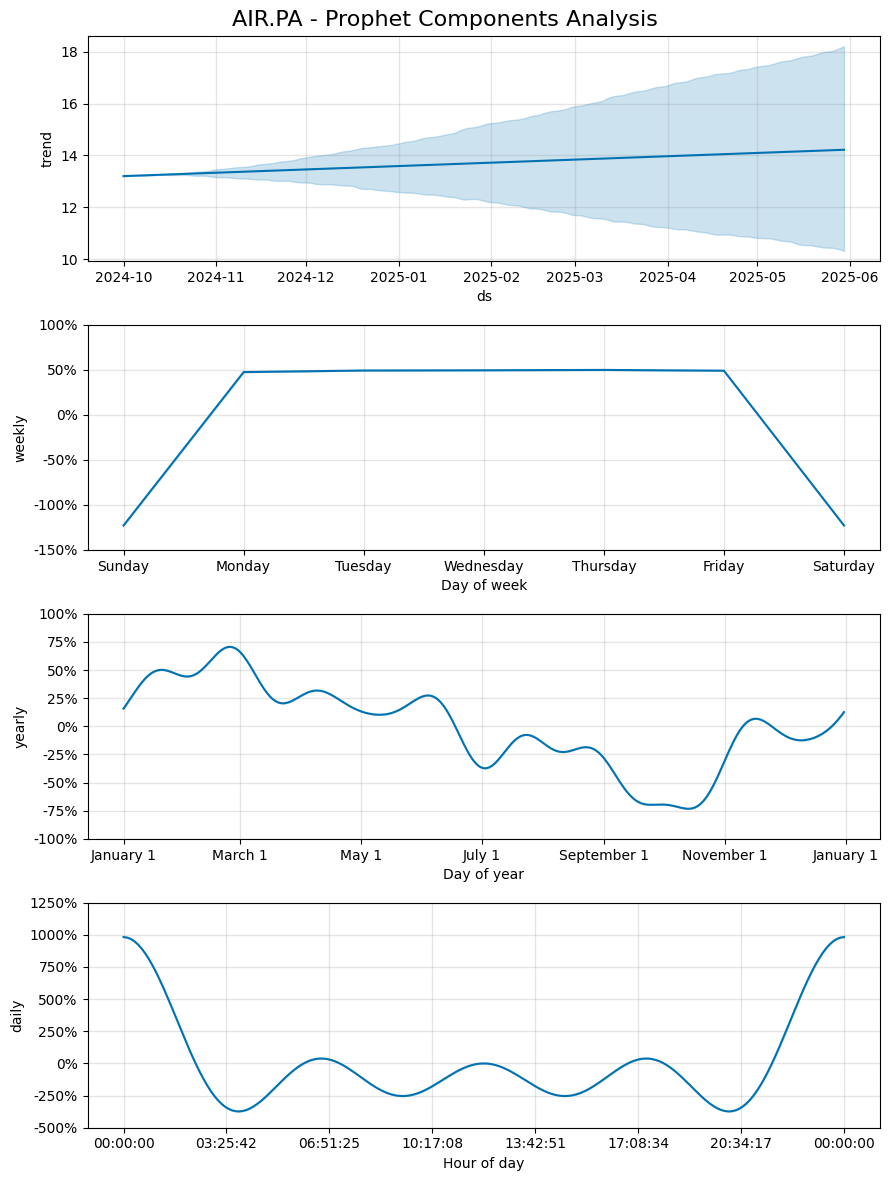 AIR.PA - Prophet Components Analysis
18
16
14
12
10
trend
2024-10 2024-11 2024-12 2025-01 2025-02 2025-03 2025-04 2025-05 2025-06
ds
100%
50%
0%
-50%
-100%
-150%
weekly
Sunday Monday Tuesday Wednesday Thursday Friday Saturday
Day of week
100%
75%
50%
25%
0%
-25%
-50%
-75%
-100%
yearly
January 1 March 1 May 1 July 1 September 1 November 1 January 1
Day of year
1250%
1000%
750%
500%
250%
0%
-250%
-500%
daily
00:00:00 03:25:42 06:51:25 10:17:08 13:42:51 17:08:34 20:34:17 00:00:00
Hour of day